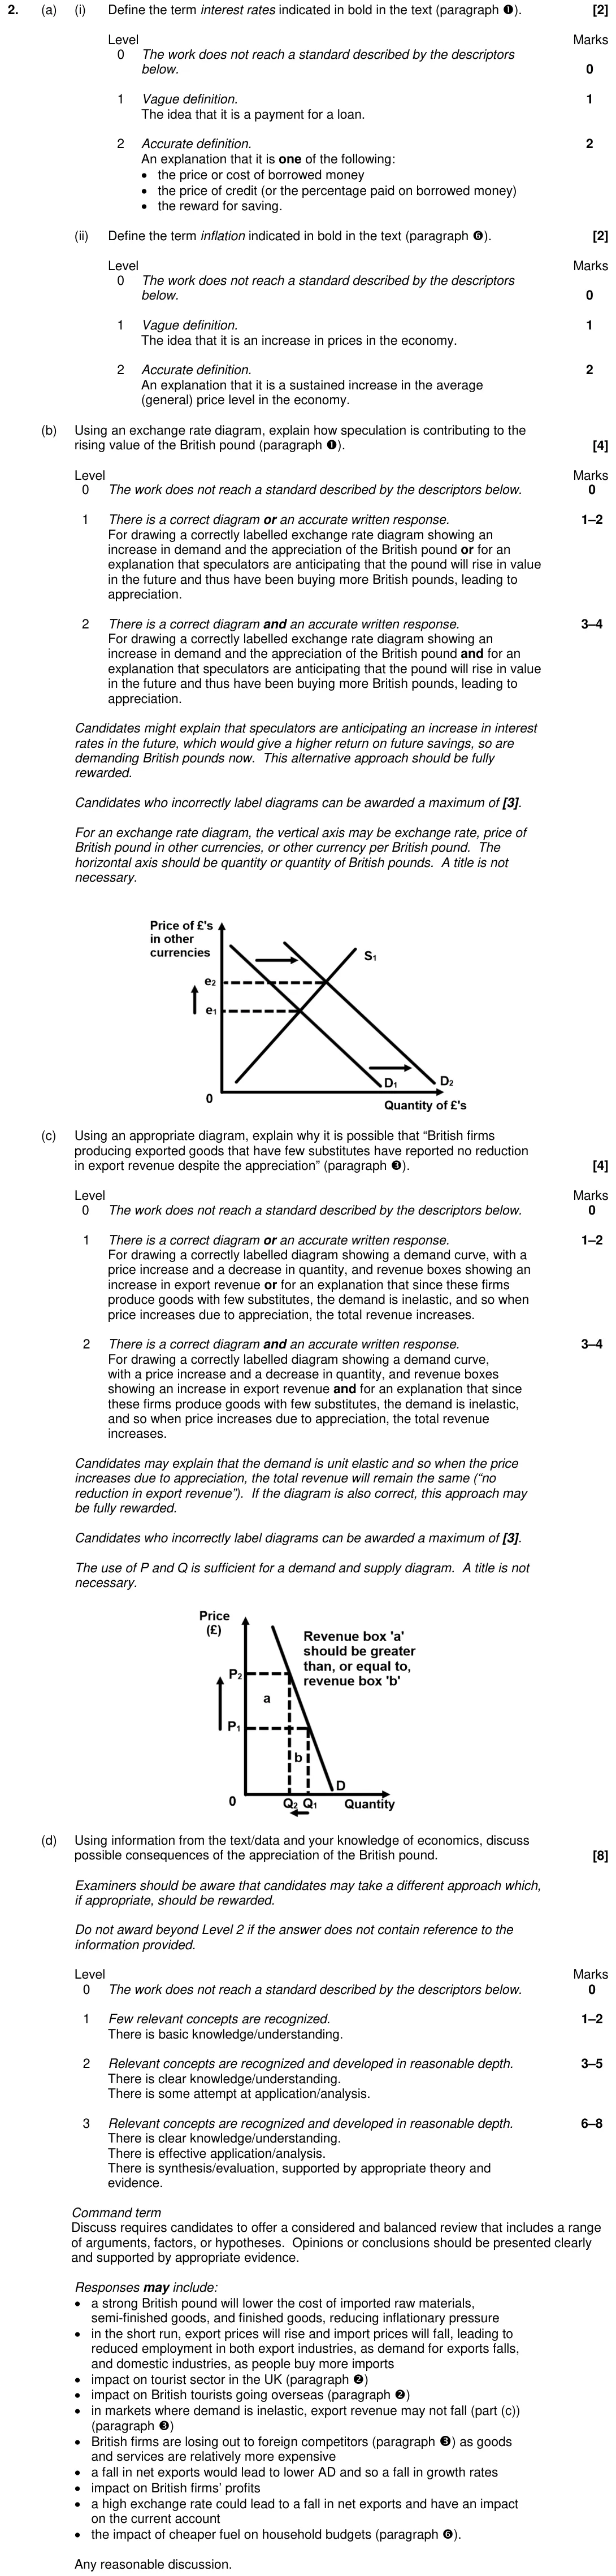 2. (a) (i) Define the term interest rates indicated in bold in the text (paragraph ❶). [2]
Level Marks
0 The work does not reach a standard described by the descriptors
below. 0
1 Vague definition. 1
The idea that it is a payment for a loan.
2 Accurate definition. 2
An explanation that it is one of the following:
• the price or cost of borrowed money
• the price of credit (or the percentage paid on borrowed money)
• the reward for saving.
(ii) Define the term inflation indicated in bold in the text (paragraph ❻). [2]
Level Marks
0 The work does not reach a standard described by the descriptors
below. 0
1 Vague definition. 1
The idea that it is an increase in prices in the economy.
2 Accurate definition. 2
An explanation that it is a sustained increase in the average
(general) price level in the economy.
(b) Using an exchange rate diagram, explain how speculation is contributing to the
rising value of the British pound (paragraph ❶). [4]
Level Marks
0 The work does not reach a standard described by the descriptors below. 0
1 There is a correct diagram or an accurate written response. 1–2
For drawing a correctly labelled exchange rate diagram showing an
increase in demand and the appreciation of the British pound or for an
explanation that speculators are anticipating that the pound will rise in value
in the future and thus have been buying more British pounds, leading to
appreciation.
2 There is a correct diagram and an accurate written response. 3–4
For drawing a correctly labelled exchange rate diagram showing an
increase in demand and the appreciation of the British pound and for an
explanation that speculators are anticipating that the pound will rise in value
in the future and thus have been buying more British pounds, leading to
appreciation.
Candidates might explain that speculators are anticipating an increase in interest
rates in the future, which would give a higher return on future savings, so are
demanding British pounds now. This alternative approach should be fully
rewarded.
Candidates who incorrectly label diagrams can be awarded a maximum of [3].
For an exchange rate diagram, the vertical axis may be exchange rate, price of
British pound in other currencies, or other currency per British pound. The
horizontal axis should be quantity or quantity of British pounds. A title is not
necessary.
Price of £'s
in other
currencies
S1
e2
e1
D1 D2
0
Quantity of £'s
(c) Using an appropriate diagram, explain why it is possible that “British firms
producing exported goods that have few substitutes have reported no reduction
in export revenue despite the appreciation” (paragraph ❸). [4]
Level Marks
0 The work does not reach a standard described by the descriptors below. 0
1 There is a correct diagram or an accurate written response. 1–2
For drawing a correctly labelled diagram showing a demand curve, with a
price increase and a decrease in quantity, and revenue boxes showing an
increase in export revenue or for an explanation that since these firms
produce goods with few substitutes, the demand is inelastic, and so when
price increases due to appreciation, the total revenue increases.
2 There is a correct diagram and an accurate written response. 3–4
For drawing a correctly labelled diagram showing a demand curve,
with a price increase and a decrease in quantity, and revenue boxes
showing an increase in export revenue and for an explanation that since
these firms produce goods with few substitutes, the demand is inelastic,
and so when price increases due to appreciation, the total revenue
increases.
Candidates may explain that the demand is unit elastic and so when the price
increases due to appreciation, the total revenue will remain the same (“no
reduction in export revenue”). If the diagram is also correct, this approach may
be fully rewarded.
Candidates who incorrectly label diagrams can be awarded a maximum of [3].
The use of P and Q is sufficient for a demand and supply diagram. A title is not
necessary.
Price
(£)
Revenue box 'a'
should be greater
than, or equal to,
revenue box 'b'
P2
a
P1
b
D
0 Q2 Q1 Quantity
(d) Using information from the text/data and your knowledge of economics, discuss
possible consequences of the appreciation of the British pound. [8]
Examiners should be aware that candidates may take a different approach which,
if appropriate, should be rewarded.
Do not award beyond Level 2 if the answer does not contain reference to the
information provided.
Level Marks
0 The work does not reach a standard described by the descriptors below. 0
1 Few relevant concepts are recognized. 1–2
There is basic knowledge/understanding.
2 Relevant concepts are recognized and developed in reasonable depth. 3–5
There is clear knowledge/understanding.
There is some attempt at application/analysis.
3 Relevant concepts are recognized and developed in reasonable depth. 6–8
There is clear knowledge/understanding.
There is effective application/analysis.
There is synthesis/evaluation, supported by appropriate theory and
evidence.
Command term
Discuss requires candidates to offer a considered and balanced review that includes a range
of arguments, factors, or hypotheses. Opinions or conclusions should be presented clearly
and supported by appropriate evidence.
Responses may include:
• a strong British pound will lower the cost of imported raw materials,
semi-finished goods, and finished goods, reducing inflationary pressure
• in the short run, export prices will rise and import prices will fall, leading to
reduced employment in both export industries, as demand for exports falls,
and domestic industries, as people buy more imports
• impact on tourist sector in the UK (paragraph ❷)
• impact on British tourists going overseas (paragraph ❷)
• in markets where demand is inelastic, export revenue may not fall (part (c))
(paragraph ❸)
• British firms are losing out to foreign competitors (paragraph ❸) as goods
and services are relatively more expensive
• a fall in net exports would lead to lower AD and so a fall in growth rates
• impact on British firms' profits
• a high exchange rate could lead to a fall in net exports and have an impact
on the current account
• the impact of cheaper fuel on household budgets (paragraph ❻).
Any reasonable discussion.